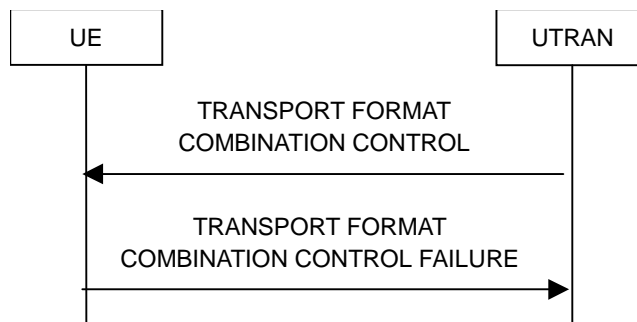 UE
UTRAN
TRANSPORT FORMAT
COMBINATION CONTROL
TRANSPORT FORMAT
COMBINATION CONTROL FAILURE